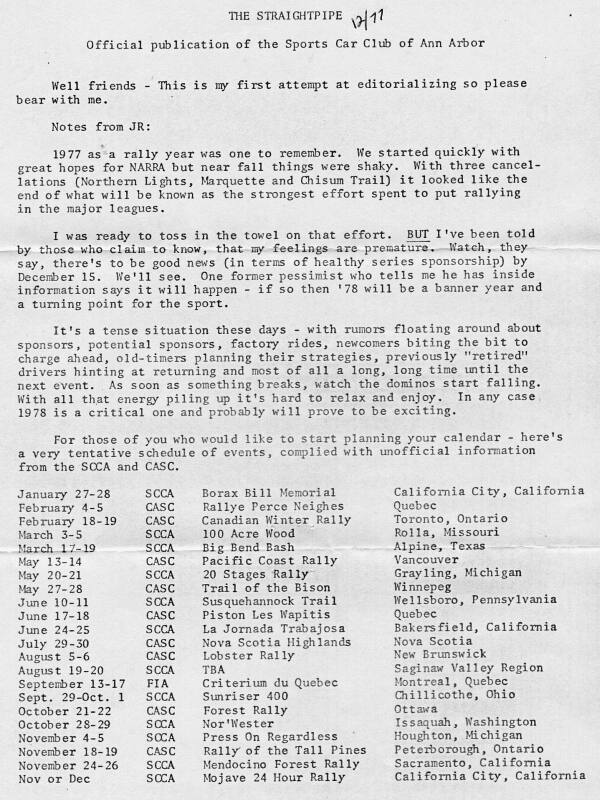 THE STRAIGHTPIPE 12/77
Official publication of the Sports Car Club of Ann Arbor
Well friends - This is my first attempt at editorializing so please
bear with me.
Notes from JR:
1977 as a rally year was one to remember. We started quickly with
great hopes for NARRA but near fall things were shaky. With three cancel-
lations (Northern Lights, Marquette and Chisum Trail) it looked like the
end of what will be known as the strongest effort spent to put rallying
in the major leagues.
I was ready to toss in the towel on that effort. BUT I've been told
by those who claim to know, that my feelings are premature. Watch, they
say, there's to be good news (in terms of healthy series sponsorship) by
December 15. We'll see. One former pessimist who tells me he has inside
information says it will happen - if so then '78 will be a banner year and
a turning point for the sport.
It's a tense situation these days - with rumors floating around about
sponsors, potential sponsors, factory rides, newcomers biting the bit to
charge ahead, old-timers planning their strategies, previously "retired"
drivers hinting at returning and most of all a long, long time until the
next event. As soon as something breaks, watch the dominos start falling.
With all that energy piling up it's hard to relax and enjoy. In any case
1978 is a critical one and probably will prove to be exciting.
For those of you who would like to start planning your calendar - here's
a very tentative schedule of events, complied with unofficial information
from the SCCA and CASC.
January 27-28 SCCA Borax Bill Memorial California City, California
February 4-5 CASC Rallye Perce Neighes Quebec
February 18-19 CASC Canadian Winter Rally Toronto, Ontario
March 3-5 SCCA 100 Acre Wood Rolla, Missouri
March 17-19 SCCA Big Bend Bash Alpine, Texas
May 13-14 CASC Pacific Coast Rally Vancouver
May 20-21 SCCA 20 Stages Rally Grayling, Michigan
May 27-28 CASC Trail of the Bison Winnepeg
June 10-11 SCCA Susquehannock Trail Wellsboro, Pennsylvania
June 17-18 CASC Piston Les Wapitis Quebec
June 24-25 SCCA La Jornada Trabajosa Bakersfield, California
July 29-30 CASC Nova Scotia Highlands Nova Scotia
August 5-6 CASC Lobster Rally New Brunswick
August 19-20 SCCA TBA Saginaw Valley Region
September 13-17 FIA Criterium du Quebec Montreal, Quebec
Sept. 29-Oct. 1 SCCA Sunriser 400 Chillicothe, Ohio
October 21-22 CASC Forest Rally Ottawa
October 28-29 SCCA Nor'Wester Issaquah, Washington
November 4-5 SCCA Press On Regardless Houghton, Michigan
November 18-19 CASC Rally of the Tall Pines Peterborough, Ontario
November 24-26 SCCA Mendocino Forest Rally Sacramento, California
Nov or Dec SCCA Mojave 24 Hour Rally California City, California